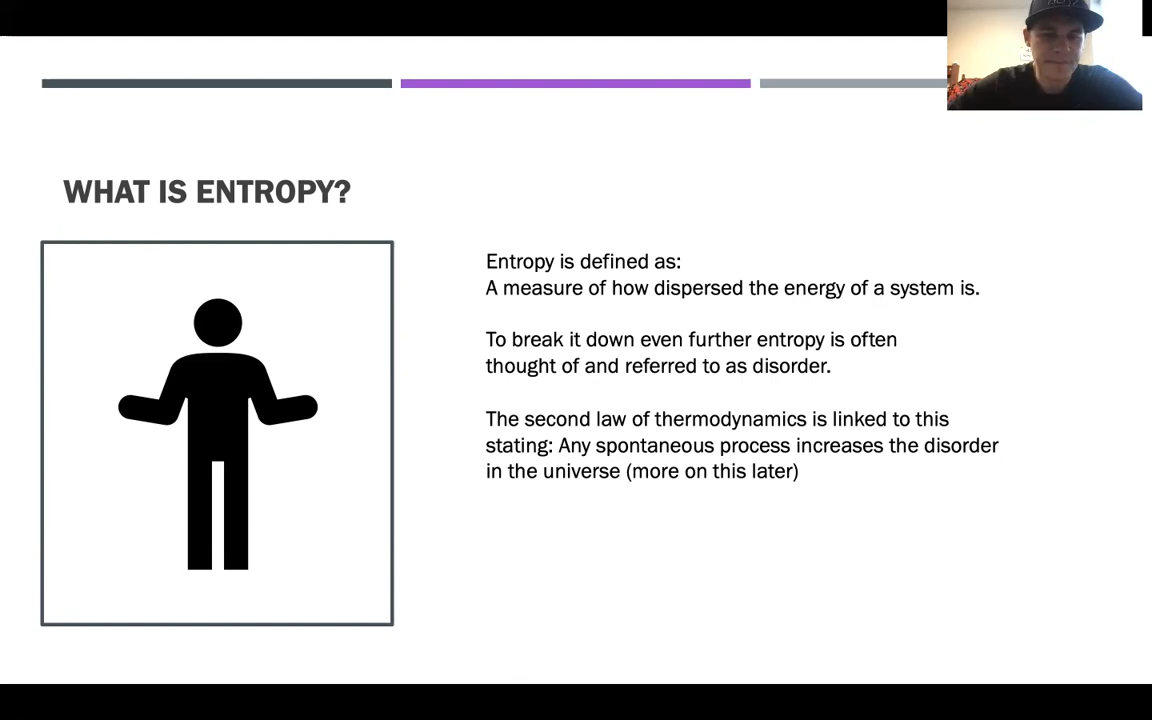 WHAT IS ENTROPY?
Entropy is defined as:
A measure of how dispersed the energy of a system is.
To break it down even further entropy is often
thought of and referred to as disorder.
The second law of thermodynamics is linked to this
stating: Any spontaneous process increases the disorder
in the universe (more on this later)